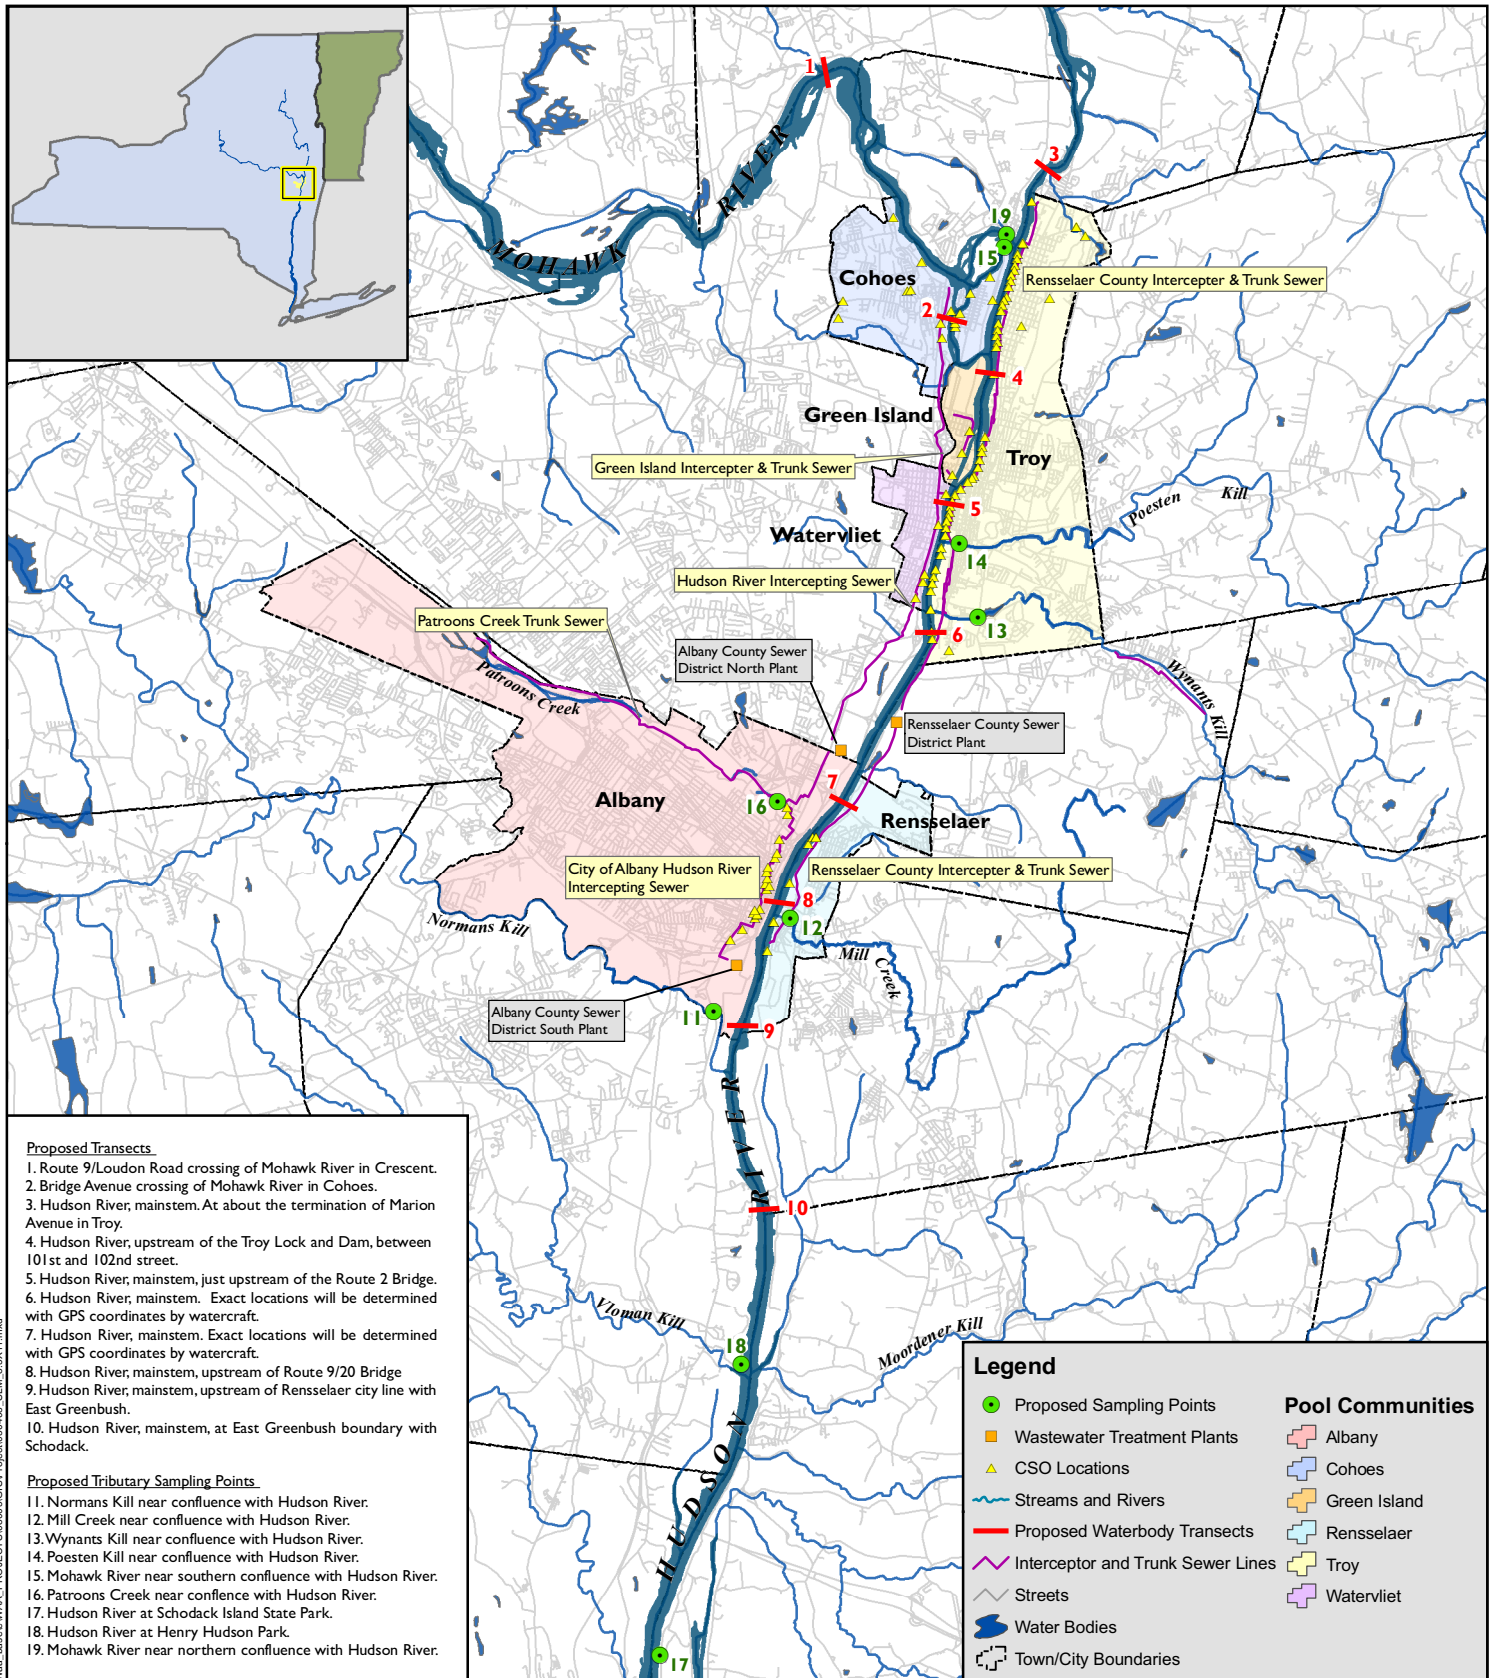 1
MOHAWK RIVER
3
19
15
Cohoes
Rensselaer County Intercepter & Trunk Sewer
2
4
Green Island
Troy
Green Island Intercepter & Trunk Sewer
5
Poesten Kill
Watervliet
14
Hudson River Intercepting Sewer
13
6
Patroons Creek Trunk Sewer
Albany County Sewer
District North Plant
Wynants Kill
Patroons Creek
Rensselaer County Sewer
District Plant
7
16
Albany
Rensselaer
City of Albany Hudson River
Intercepting Sewer
Rensselaer County Intercepter & Trunk Sewer
8
12
Normans Kill
Mill Creek
Albany County Sewer
District South Plant
11
9
10
Vloman Kill
18
Moordener Kill
HUDSON RIVER
17
Proposed Transects
1. Route 9/Loudon Road crossing of Mohawk River in Crescent.
2. Bridge Avenue crossing of Mohawk River in Cohoes.
3. Hudson River, mainstem. At about the termination of Marion
Avenue in Troy.
4. Hudson River, upstream of the Troy Lock and Dam, between
101st and 102nd street.
5. Hudson River, mainstem, just upstream of the Route 2 Bridge.
6. Hudson River, mainstem. Exact locations will be determined
with GPS coordinates by watercraft.
7. Hudson River, mainstem. Exact locations will be determined
with GPS coordinates by watercraft.
8. Hudson River, mainstem, upstream of Route 9/20 Bridge
9. Hudson River, mainstem, upstream of Rensselaer city line with
East Greenbush.
10. Hudson River, mainstem, at East Greenbush boundary with
Schodack.
Proposed Tributary Sampling Points
11. Normans Kill near confluence with Hudson River.
12. Mill Creek near confluence with Hudson River.
13. Wynants Kill near confluence with Hudson River.
14. Poesten Kill near confluence with Hudson River.
15. Mohawk River near southern confluence with Hudson River.
16. Patroons Creek near conflence with Hudson River.
17. Hudson River at Schodack Island State Park.
18. Hudson River at Henry Hudson Park.
19. Mohawk River near northern confluence with Hudson River.
Legend
Proposed Sampling Points
Wastewater Treatment Plants
CSO Locations
Streams and Rivers
Proposed Waterbody Transects
Interceptor and Trunk Sewer Lines
Streets
Water Bodies
Town/City Boundaries
Pool Communities
Albany
Cohoes
Green Island
Rensselaer
Troy
Watervliet